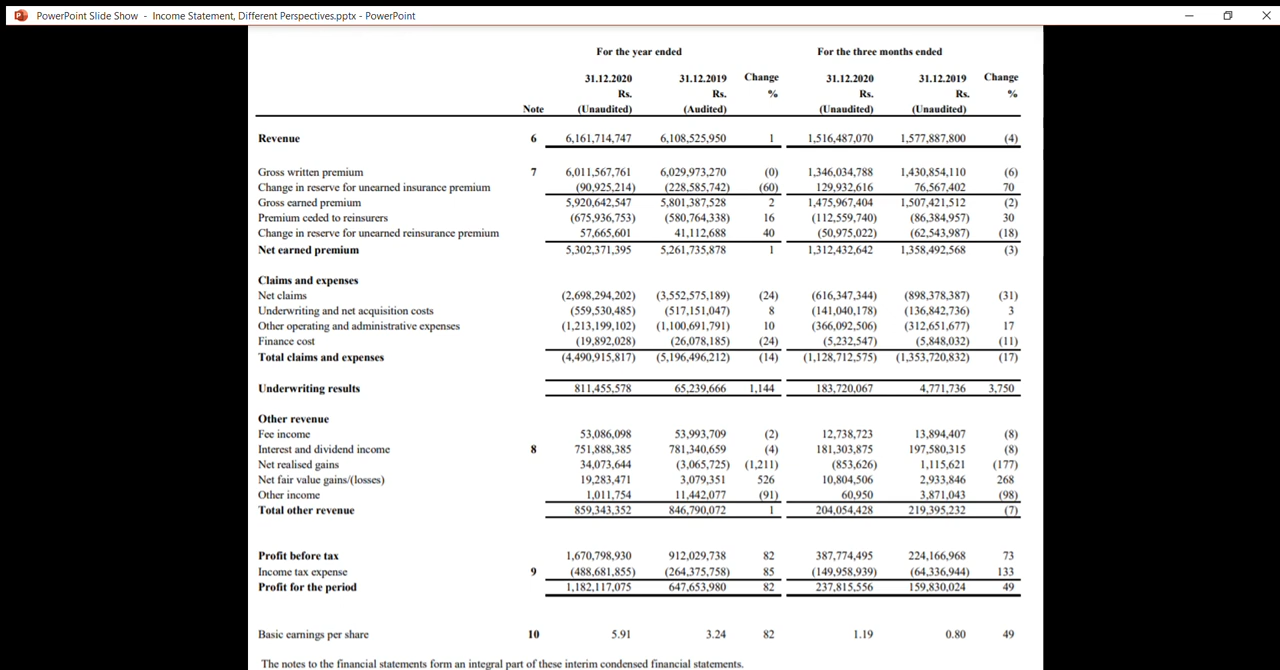 PowerPoint Slide Show - Income Statement, Different Perspectives.pptx - PowerPoint
For the year ended For the three months ended
31.12.2020 31.12.2019 Change 31.12.2020 31.12.2019 Change
Rs. Rs. % Rs. Rs. %
Note (Unaudited) (Audited) (Unaudited) (Unaudited)
Revenue 6 6,161,714,747 6,108,525,950 1 1,516,487,070 1,577,887,800 (4)
Gross written premium 7 6,011,567,761 6,029,973,270 (0) 1,346,034,788 1,430,854,110 (6)
Change in reserve for unearned insurance premium (90,925,214) (228,585,742) (60) 129,932,616 76,567,402 70
Gross earned premium 5,920,642,547 5,801,387,528 2 1,475,967,404 1,507,421,512 (2)
Premium ceded to reinsurers (675,936,753) (580,764,338) 16 (112,559,740) (86,384,957) 30
Change in reserve for unearned reinsurance premium 57,665,601 41,112,688 40 (50,975,022) (62,543,987) (18)
Net earned premium 5,302,371,395 5,261,735,878 1 1,312,432,642 1,358,492,568 (3)
Claims and expenses
Net claims (2,698,294,202) (3,552,575,189) (24) (616,347,344) (898,378,387) (31)
Underwriting and net acquisition costs (559,530,485) (517,151,047) 8 (141,040,178) (136,842,736) 3
Other operating and administrative expenses (1,213,199,102) (1,100,691,791) 10 (366,092,506) (312,651,677) 17
Finance cost (19,892,028) (26,078,185) (24) (5,232,547) (5,848,032) (11)
Total claims and expenses (4,490,915,817) (5,196,496,212) (14) (1,128,712,575) (1,353,720,832) (17)
Underwriting results 811,455,578 65,239,666 1,144 183,720,067 4,771,736 3,750
Other revenue
Fee income 53,086,098 53,993,709 (2) 12,738,723 13,894,407 (8)
Interest and dividend income 8 751,888,385 781,340,659 (4) 181,303,875 197,580,315 (8)
Net realised gains 34,073,644 (3,065,725) (1,211) (853,626) 1,115,621 (177)
Net fair value gains/(losses) 19,283,471 3,079,351 526 10,804,506 2,933,846 268
Other income 1,011,754 11,442,077 (91) 60,950 3,871,043 (98)
Total other revenue 859,343,352 846,790,072 1 204,054,428 219,395,232 (7)
Profit before tax 1,670,798,930 912,029,738 82 387,774,495 224,166,968 73
Income tax expense 9 (488,681,855) (264,375,758) 85 (149,958,939) (64,336,944) 133
Profit for the period 1,182,117,075 647,653,980 82 237,815,556 159,830,024 49
Basic earnings per share 10 5.91 3.24 82 1.19 0.80 49
The notes to the financial statements form an integral part of these interim condensed financial statements.